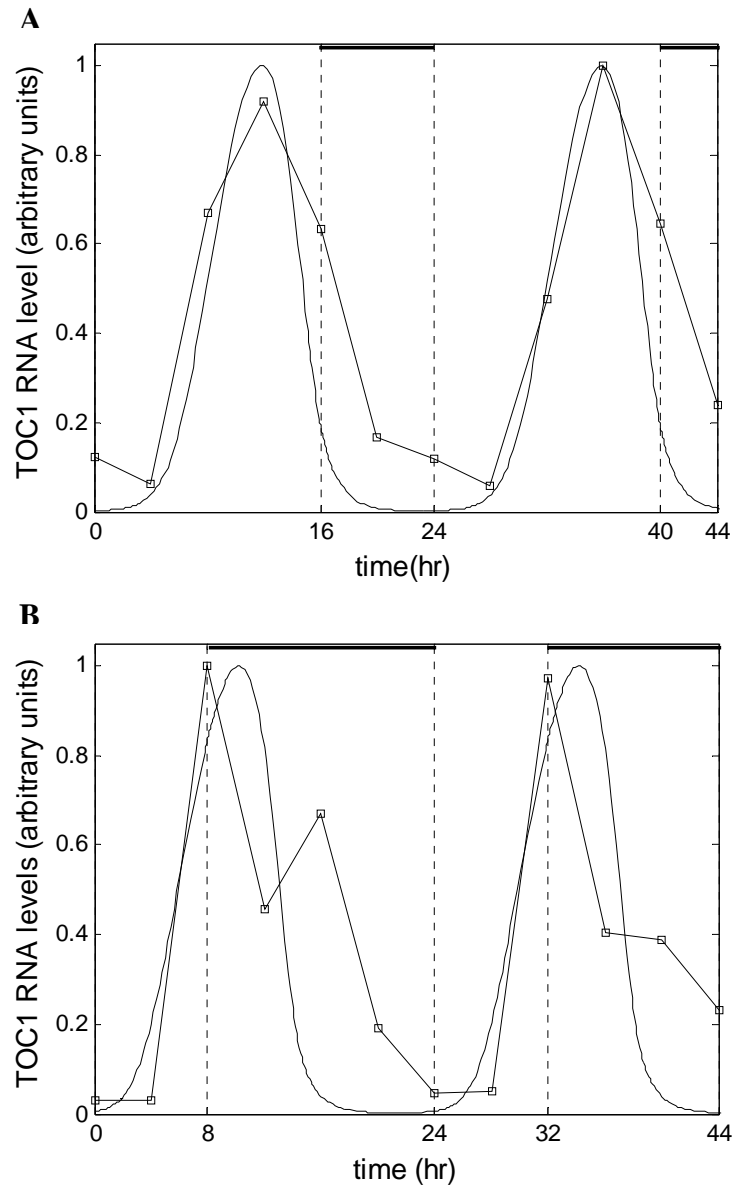 A
TOC1 RNA level (arbitrary units)
1
0.8
0.6
0.4
0.2
0
0 16 24 40 44
time(hr)
B
TOC1 RNA levels (arbitrary units)
1
0.8
0.6
0.4
0.2
0
0 8 24 32 44
time (hr)